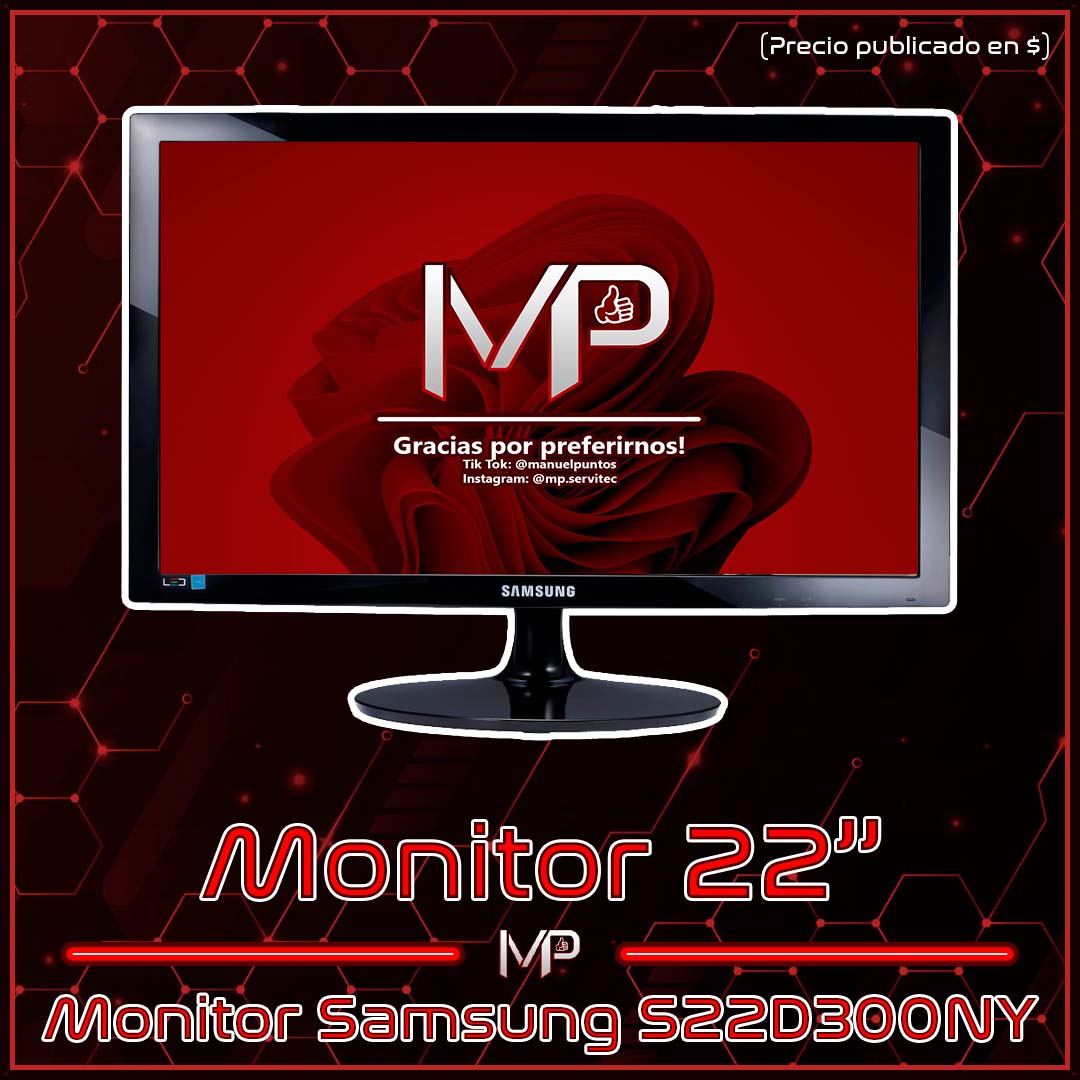 (Precio publicado en $)
MP
Gracias por preferirnos!
Tik Tok: @manuelpuntos
Instagram: @mp.servitec
LED
SAMSUNG
Monitor 22”
MP
Monitor Samsung S22D300NY